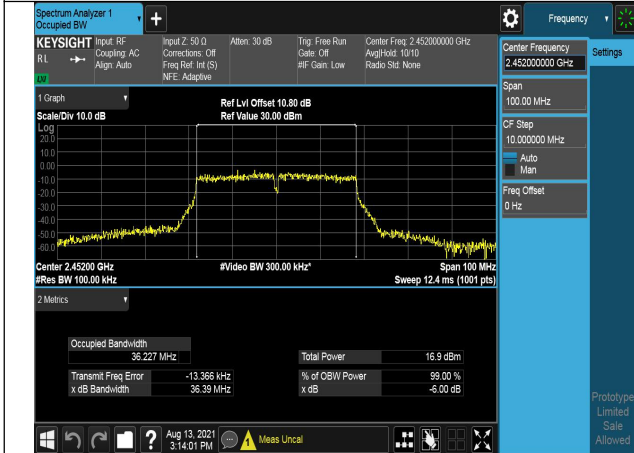 Spectrum Analyzer 1
Occupied BW
+
Frequency
KEYSIGHT
R L
Input: RF
Coupling: AC
Align: Auto
Input Z: 50 Ω
Corrections: Off
Freq Ref: Int (S)
NFE: Adaptive
Atten: 30 dB
Trig: Free Run
Gate: Off
#IF Gain: Low
Center Freq: 2.452000000 GHz
Avg|Hold: 10/10
Radio Std: None
1 Graph
Scale/Div 10.0 dB
Ref Lvl Offset 10.80 dB
Ref Value 30.00 dBm
Log
20.0
10.0
0.00
-10.0
-20.0
-30.0
-40.0
-50.0
-60.0
Center 2.45200 GHz
#Video BW 300.00 kHz*
Span 100 MHz
#Res BW 100.00 kHz
Sweep 12.4 ms (1001 pts)
2 Metrics
Occupied Bandwidth
36.227 MHz
Total Power 16.9 dBm
Transmit Freq Error -13.366 kHz
% of OBW Power 99.00 %
x dB Bandwidth 36.39 MHz
x dB -6.00 dB
Center Frequency
2.452000000 GHz
Settings
Span
100.00 MHz
CF Step
10.000000 MHz
Auto
Man
Freq Offset
0 Hz
Prototype
Limited
Sale
Allowed
?
Aug 13, 2021
3:14:01 PM
Meas Uncal